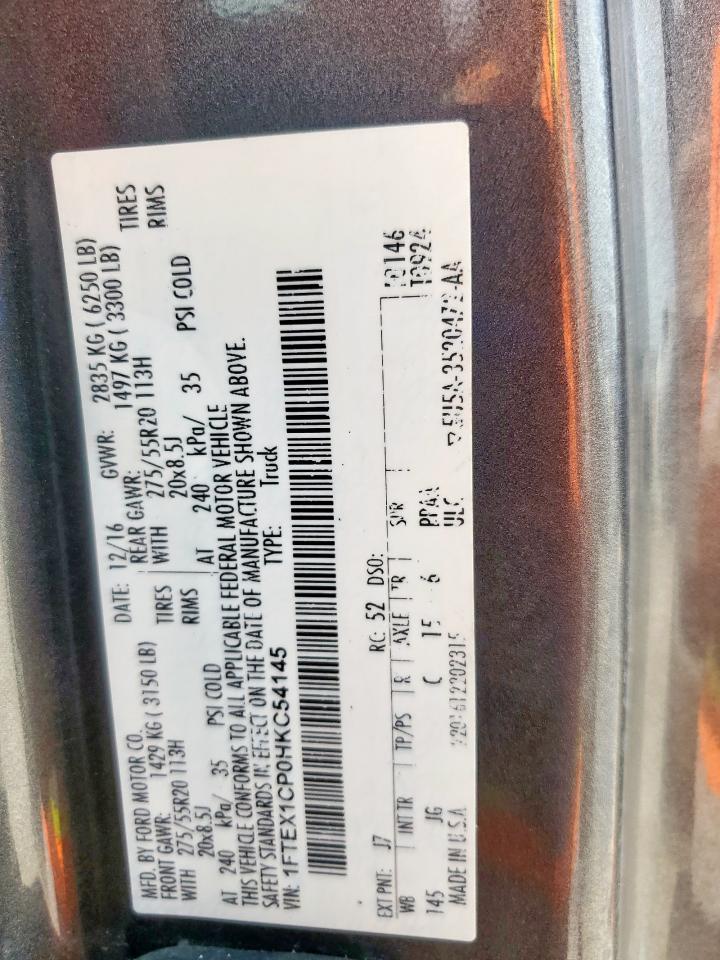 MFD. BY FORD MOTOR CO.
DATE: 12/16 GVWR: 2835 KG ( 6250 LB)
FRONT GAWR: 1429 KG ( 3150 LB)
REAR GAWR: 1497 KG ( 3300 LB)
WITH 275/55R20 113H TIRES
WITH 275/55R20 113H TIRES
20x8.5J RIMS
20x8.5J RIMS
AT 240 kPa/ 35 PSI COLD
AT 240 kPa/ 35 PSI COLD
THIS VEHICLE CONFORMS TO ALL APPLICABLE FEDERAL MOTOR VEHICLE
SAFETY STANDARDS IN EFFECT ON THE DATE OF MANUFACTURE SHOWN ABOVE.
VIN: 1FTEX1CP0HKC54145 TYPE: Truck
EXT PNT: J7 RC: 52 DSO:
WB INT TR TP/PS R AXLE TR SPR
145 JG C 15 6 T0924
MADE IN U.S.A
ULC